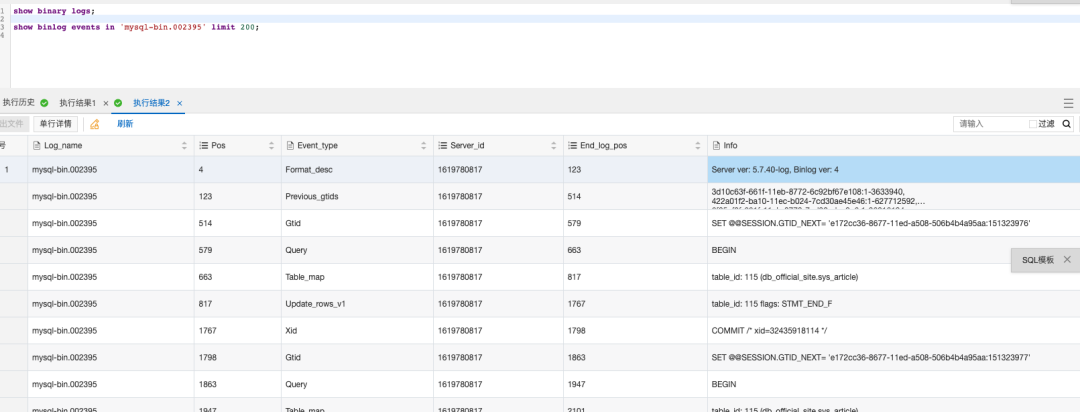 1 show binary logs;
2
3 show binlog events in `mysql-bin.002395' limit 200;
4
执行历史 执行结果1 × 执行结果2 ×
出文件 单行详情 刷新 请输入 过滤
号 Log_name Pos Event_type Server_id End_log_pos Info
1 mysql-bin.002395 4 Format_desc 1619780817 123 Server ver: 5.7.40-log, Binlog ver: 4
mysql-bin.002395 123 Previous_gtids 1619780817 514 3d10c63f-661f-11eb-8772-6c92bf67e108:1-3633940,
422a01f2-ba10-11ec-b024-7cd30ae45e46:1-627712592,...
mysql-bin.002395 514 Gtid 1619780817 579 SET @@SESSION.GTID_NEXT= 'e172cc36-8677-11ed-a508-506b4b4a95aa:151323976'
mysql-bin.002395 579 Query 1619780817 663 BEGIN
SQL模板 ×
mysql-bin.002395 663 Table_map 1619780817 817 table_id: 115 (db_official_site.sys_article)
mysql-bin.002395 817 Update_rows_v1 1619780817 1767 table_id: 115 flags: STMT_END_F
mysql-bin.002395 1767 Xid 1619780817 1798 COMMIT /* xid=32435918114 */
mysql-bin.002395 1798 Gtid 1619780817 1863 SET @@SESSION.GTID_NEXT= 'e172cc36-8677-11ed-a508-506b4b4a95aa:151323977'
mysql-bin.002395 1863 Query 1619780817 1947 BEGIN
mysql-bin.002395 1947 Table_map 1619780817 2101 table_id: 115 (db_official_site.sys_article)